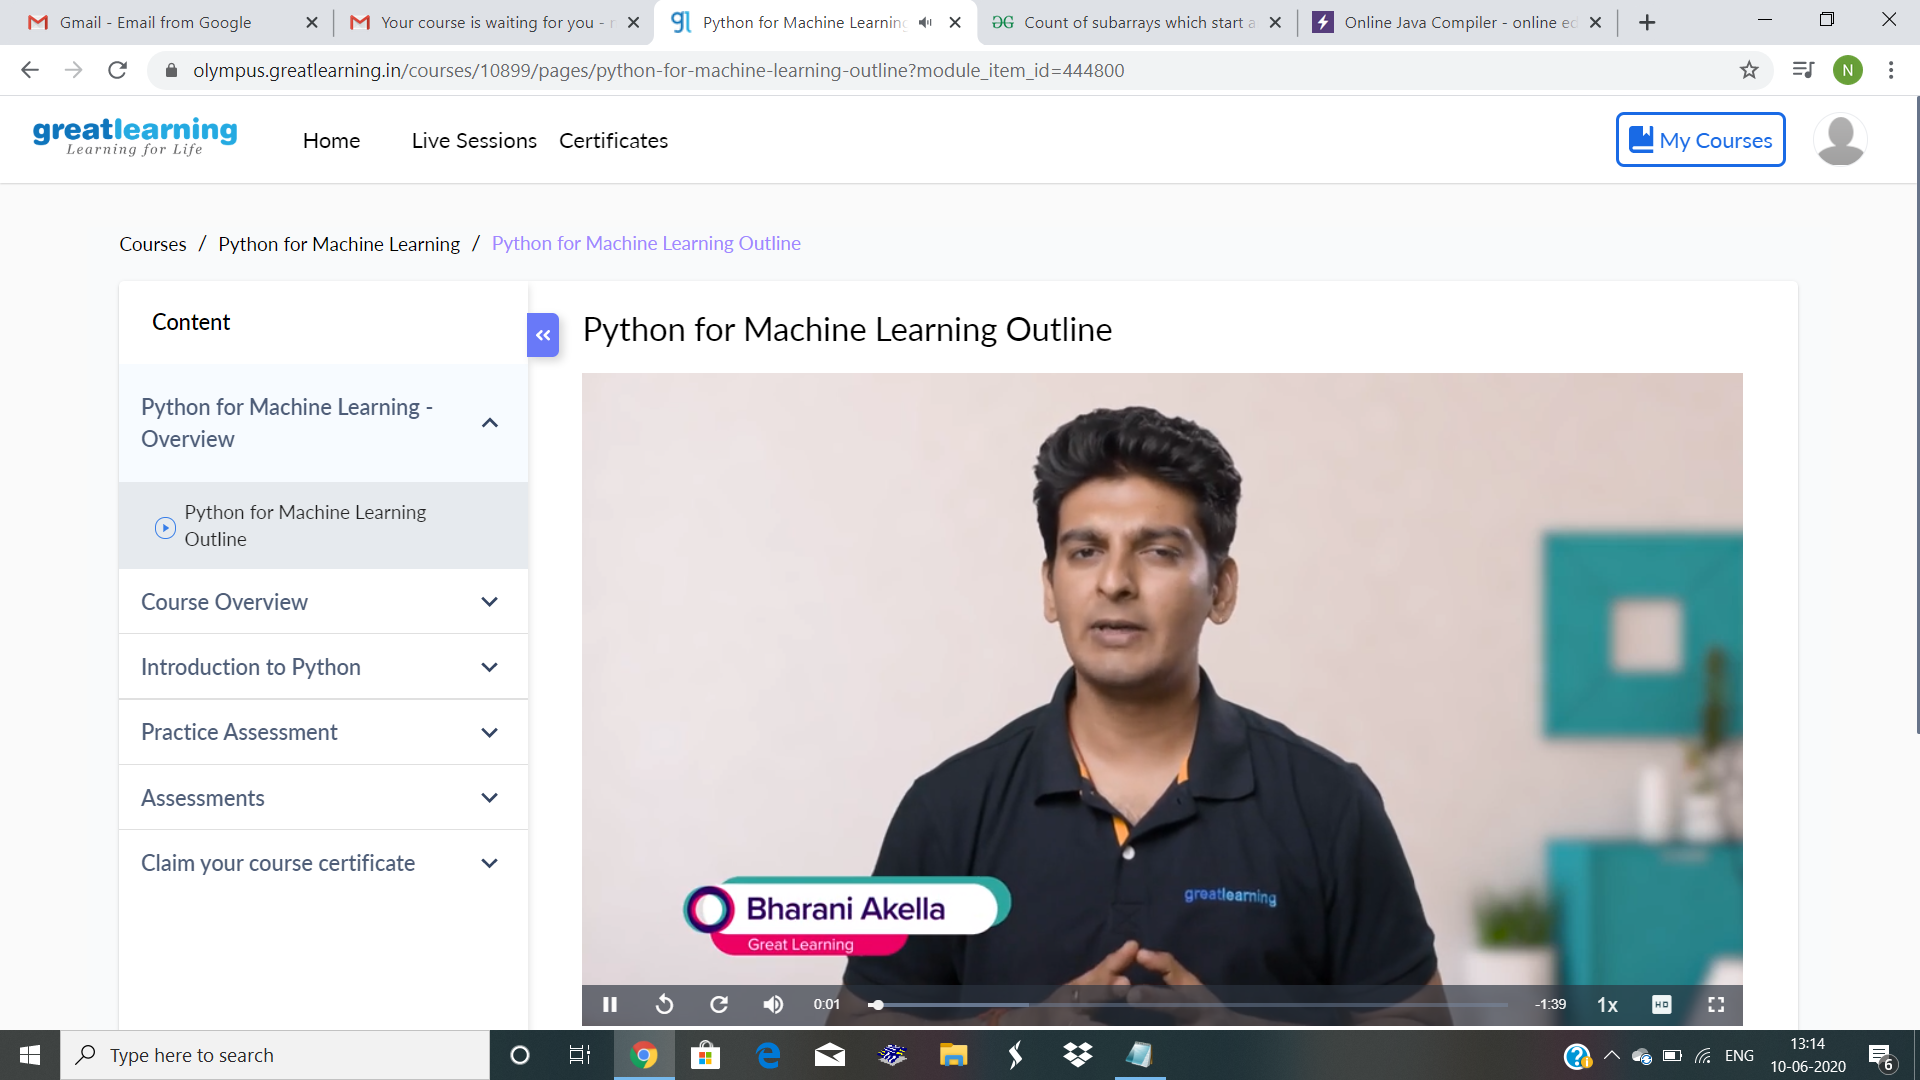 Gmail - Email from Google
Your course is waiting for you - 
Python for Machine Learning
Count of subarrays which start a
Online Java Compiler - online ed
olympus.greatlearning.in/courses/10899/pages/python-for-machine-learning-outline?module_item_id=444800
N
greatlearning
Learning for Life
Home
Live Sessions
Certificates
My Courses
Courses / Python for Machine Learning / Python for Machine Learning Outline
Content
Python for Machine Learning -
Overview
Python for Machine Learning
Outline
Course Overview
Introduction to Python
Practice Assessment
Assessments
Claim your course certificate
Python for Machine Learning Outline
greatlearning
Bharani Akella
Great Learning
0:01
-1:39
1x
HD
Type here to search
ENG
13:14
10-06-2020
6